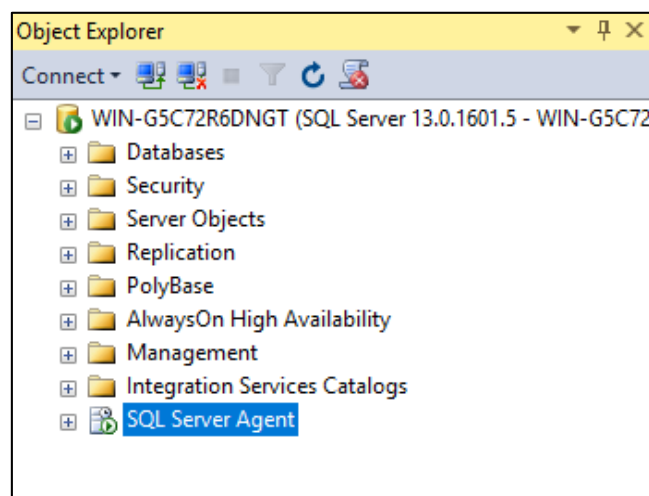 Object Explorer
Connect
WIN-G5C72R6DNGT (SQL Server 13.0.1601.5 - WIN-G5C72
Databases
Security
Server Objects
Replication
PolyBase
AlwaysOn High Availability
Management
Integration Services Catalogs
SQL Server Agent